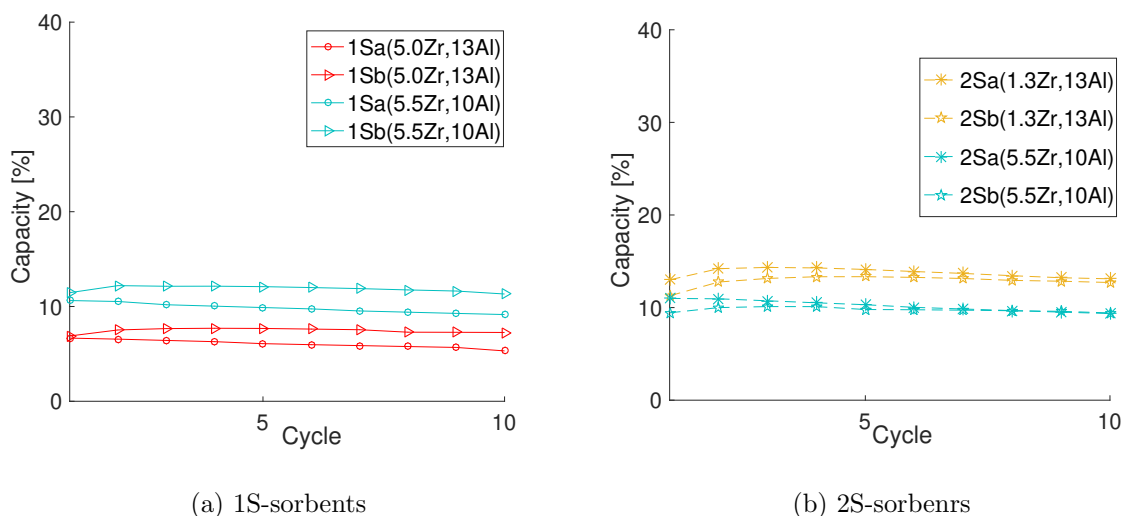 40
30
20
10
0
Capacity [%]
5
10
Cycle
1Sa(5.0Zr,13Al)
1Sb(5.0Zr,13Al)
1Sa(5.5Zr,10Al)
1Sb(5.5Zr,10Al)
(a) 1S-sorbents
40
30
20
10
0
Capacity [%]
5
10
Cycle
2Sa(1.3Zr,13Al)
2Sb(1.3Zr,13Al)
2Sa(5.5Zr,10Al)
2Sb(5.5Zr,10Al)
(b) 2S-sorbenrs